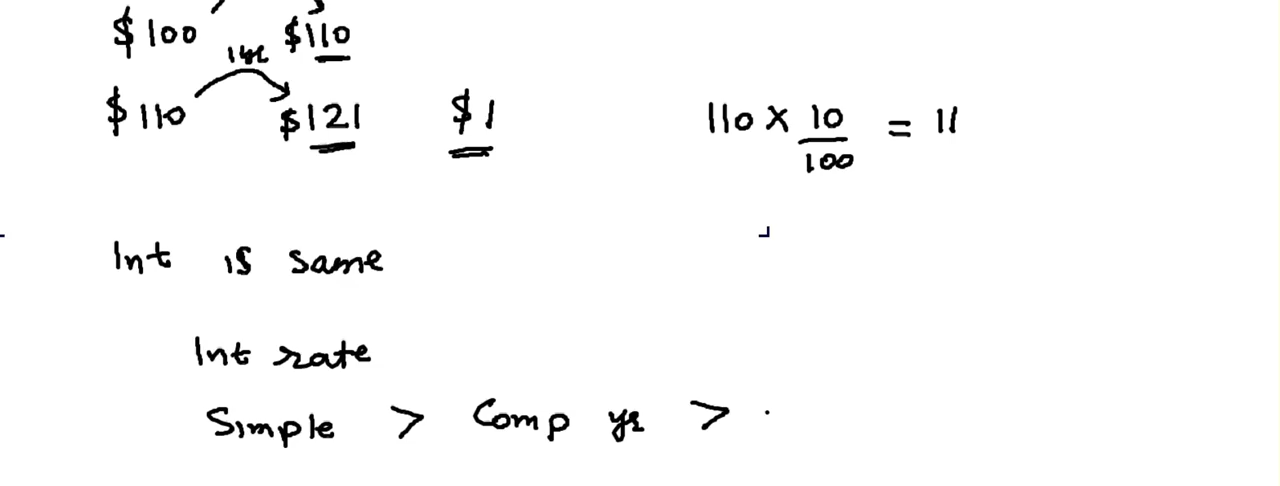 $100 $110
1yr
$110 $121 $1 110 × 10/100 = 11
Int is same
Int rate
Simple > Comp yr >